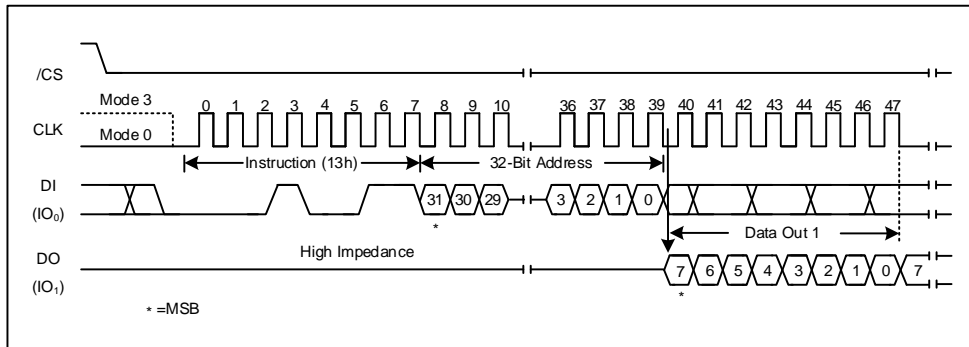 /CS
Mode 3
0 1 2 3 4 5 6 7 8 9 10 36 37 38 39 40 41 42 43 44 45 46 47
CLK
Mode 0
Instruction (13h) 32-Bit Address
DI
(IO₀)
31 30 29 3 2 1 0
*
Data Out 1
High Impedance
DO
(IO₁)
7 6 5 4 3 2 1 0 7
*
* =MSB